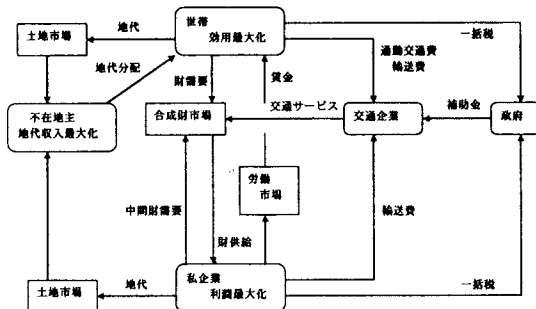 世帯
効用最大化
土地市場
地代
一括税
地代分配
通勤交通費
輸送費
財需要
賃金
交通サービス
補助金
不在地主
地代収入最大化
合成財市場
交通企業
政府
労働
市場
中間財需要
輸送費
財供給
土地市場
地代
私企業
利潤最大化
一括税